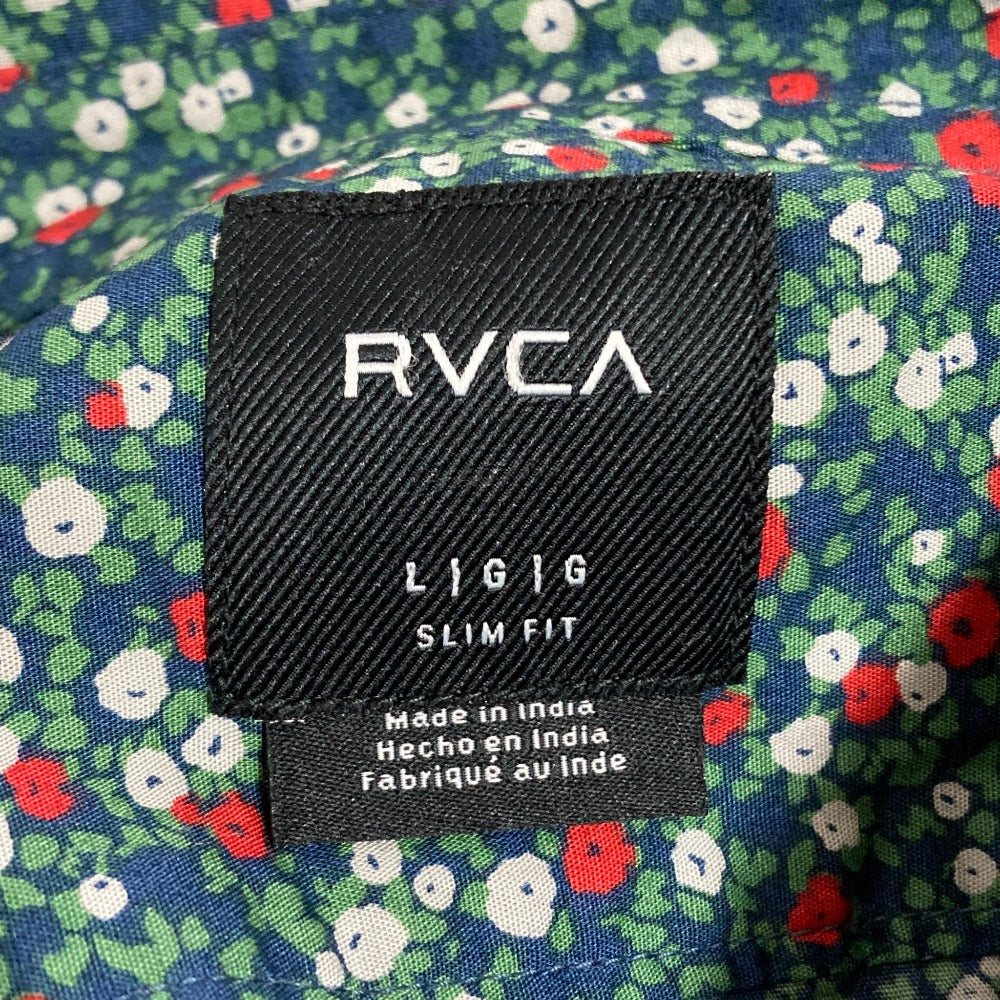 RVCA
L|G|G
SLIM FIT
Made in India
Hecho en India
Fabriqué au Inde